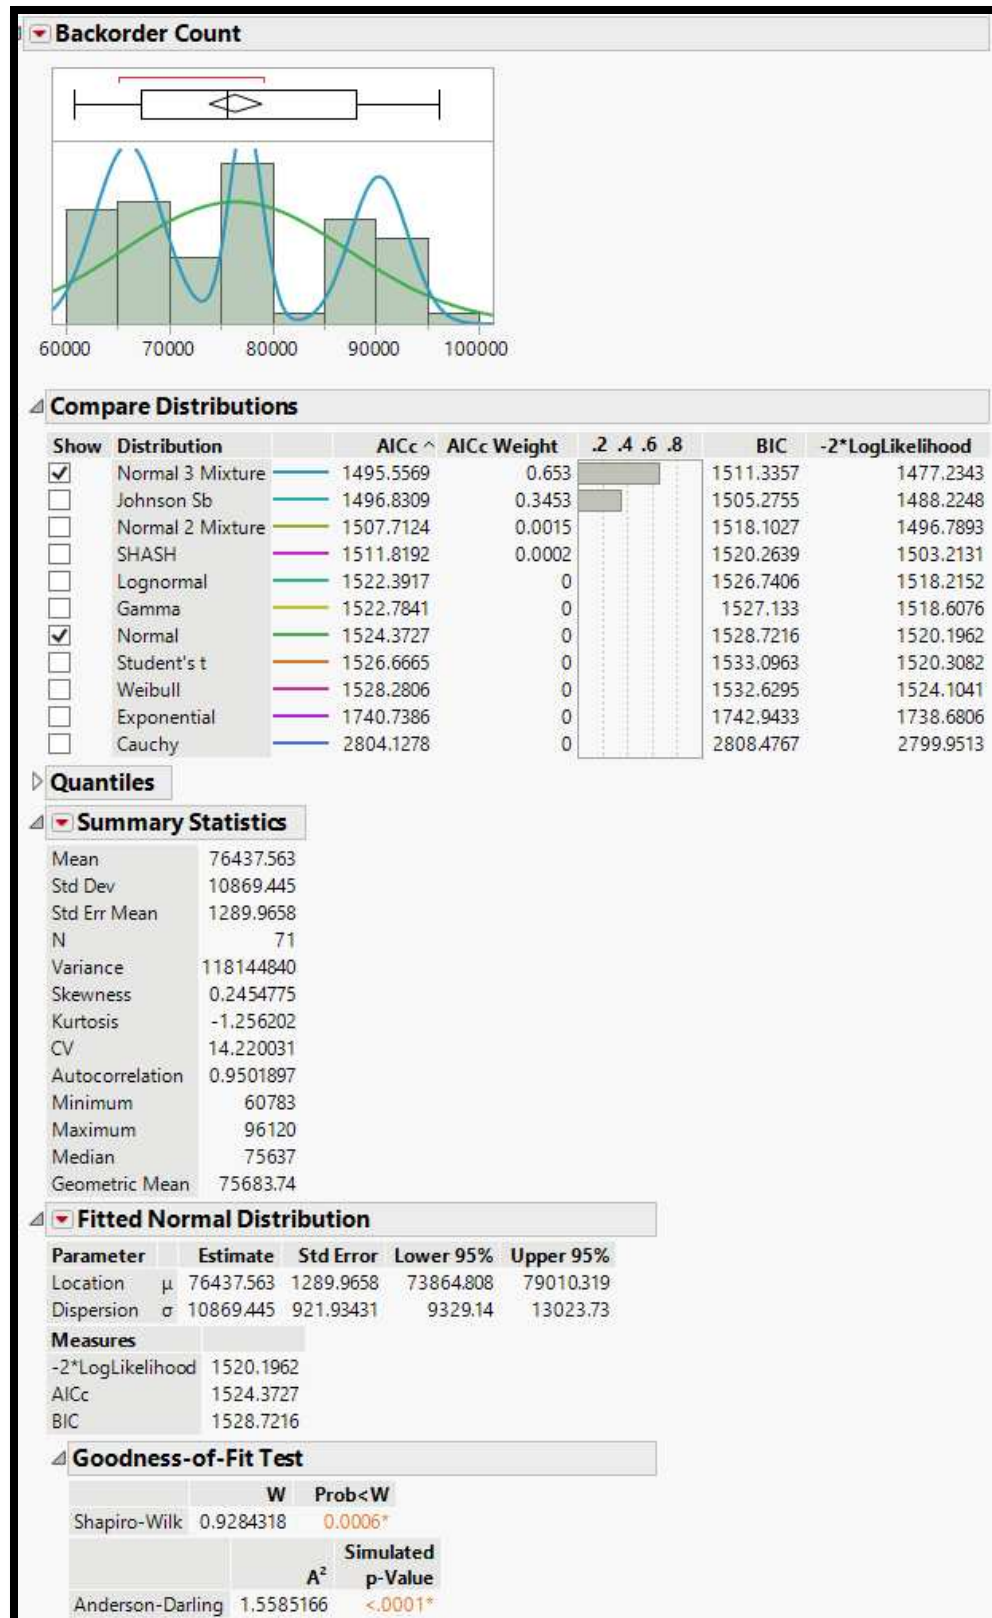 Backorder Count
60000 70000 80000 90000 100000
Compare Distributions
Show Distribution AICc ^ AICc Weight .2 .4 .6 .8 BIC -2*LogLikelihood
Normal 3 Mixture 1495.5569 0.653 1511.3357 1477.2343
Johnson Sb 1496.8309 0.3453 1505.2755 1488.2248
Normal 2 Mixture 1507.7124 0.0015 1518.1027 1496.7893
SHASH 1511.8192 0.0002 1520.2639 1503.2131
Lognormal 1522.3917 0 1526.7406 1518.2152
Gamma 1522.7841 0 1527.133 1518.6076
Normal 1524.3727 0 1528.7216 1520.1962
Student's t 1526.6665 0 1533.0963 1520.3082
Weibull 1528.2806 0 1532.6295 1524.1041
Exponential 1740.7386 0 1742.9433 1738.6806
Cauchy 2804.1278 0 2808.4767 2799.9513
Quantiles
Summary Statistics
Mean 76437.563
Std Dev 10869.445
Std Err Mean 1289.9658
N 71
Variance 118144840
Skewness 0.2454775
Kurtosis -1.256202
CV 14.220031
Autocorrelation 0.9501897
Minimum 60783
Maximum 96120
Median 75637
Geometric Mean 75683.74
Fitted Normal Distribution
Parameter Estimate Std Error Lower 95% Upper 95%
Location μ 76437.563 1289.9658 73864.808 79010.319
Dispersion σ 10869.445 921.93431 9329.14 13023.73
Measures
-2*LogLikelihood 1520.1962
AICc 1524.3727
BIC 1528.7216
Goodness-of-Fit Test
W Prob<W
Shapiro-Wilk 0.9284318 0.0006*
Simulated
A² p-Value
Anderson-Darling 1.5585166 <.0001*